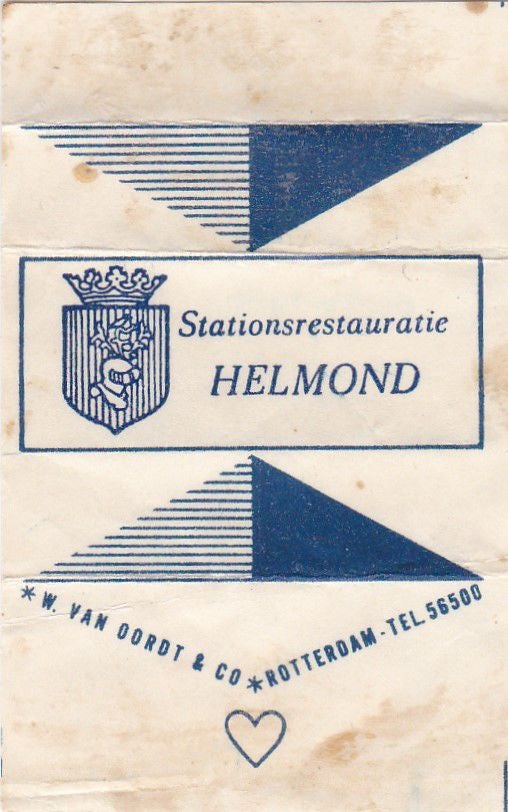 Stationsrestauratie
HELMOND
* W. VAN OORDT & CO * ROTTERDAM - TEL. 56500